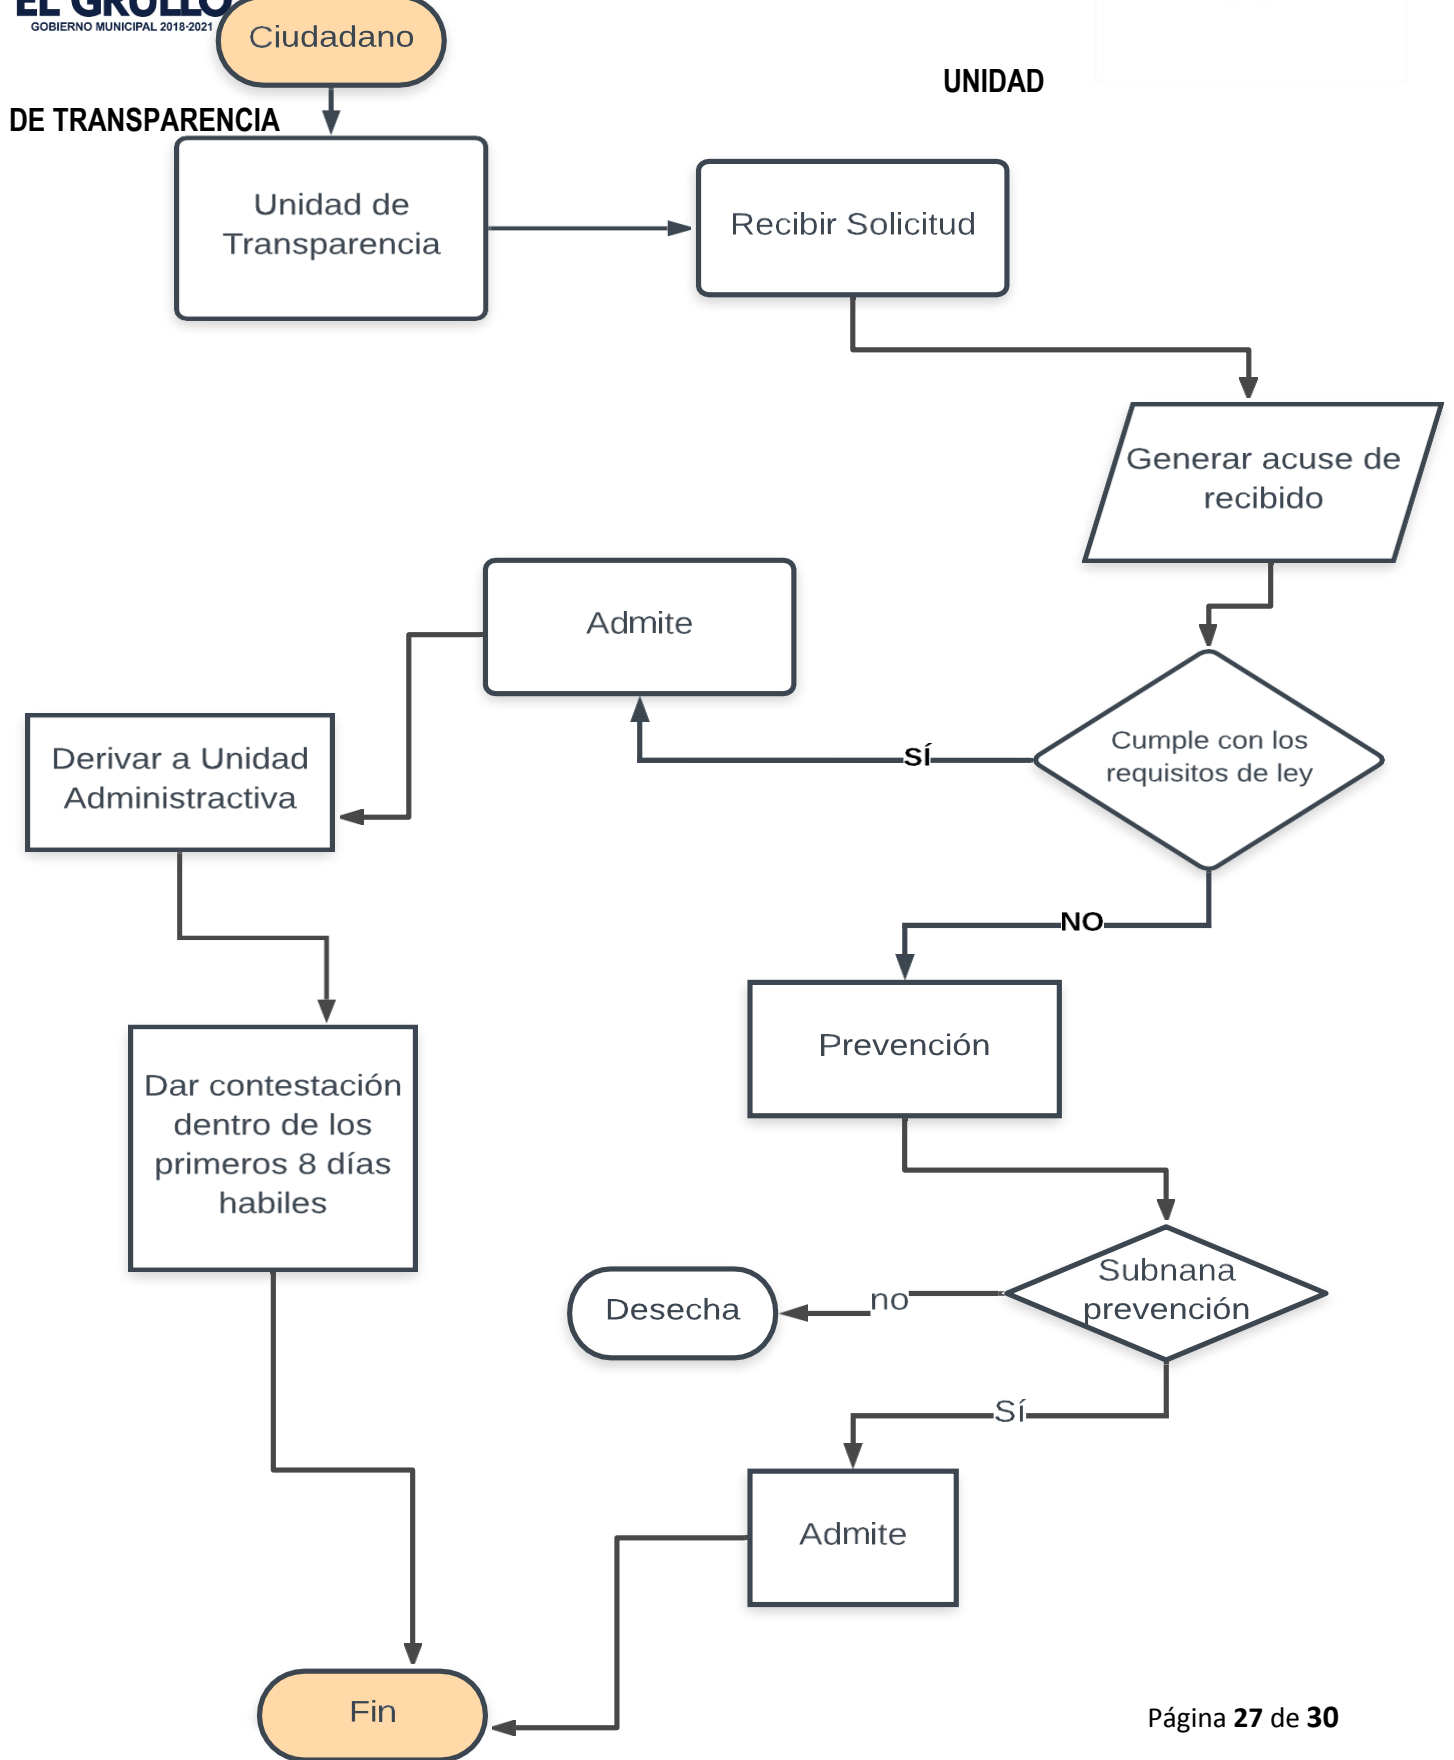 EL GRULLO
GOBIERNO MUNICIPAL 2018-2021
Ciudadano
UNIDAD
DE TRANSPARENCIA
Unidad de
Transparencia
Recibir Solicitud
Generar acuse de
recibido
Admite
Cumple con los
requisitos de ley
SÍ
Derivar a Unidad
Administractiva
NO
Prevención
Dar contestación
dentro de los
primeros 8 días
habiles
Subnana
prevención
no
Desecha
Sí
Admite
Fin
Página 27 de 30